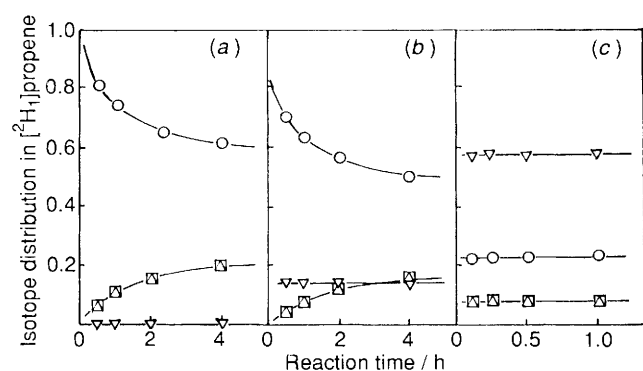 Isotope distribution in [²H₁]propene
1.0
0.8
0.6
0.4
0.2
(a)
(b)
(c)
0 2 4 0 2 4 0 0.5 1.0
Reaction time / h